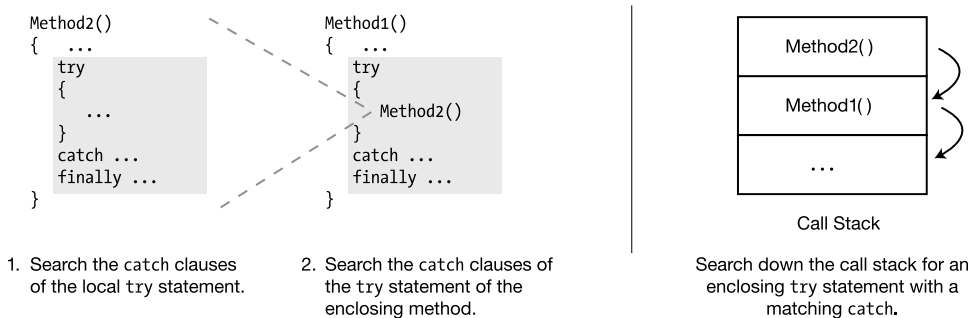 Method2()
{ ...
try
{
...
}
catch ...
finally ...
}
1. Search the catch clauses
of the local try statement.
Method1()
{ ...
try
{
Method2()
}
catch ...
finally ...
}
2. Search the catch clauses of
the try statement of the
enclosing method.
Method2()
Method1()
...
Call Stack
Search down the call stack for an
enclosing try statement with a
matching catch.